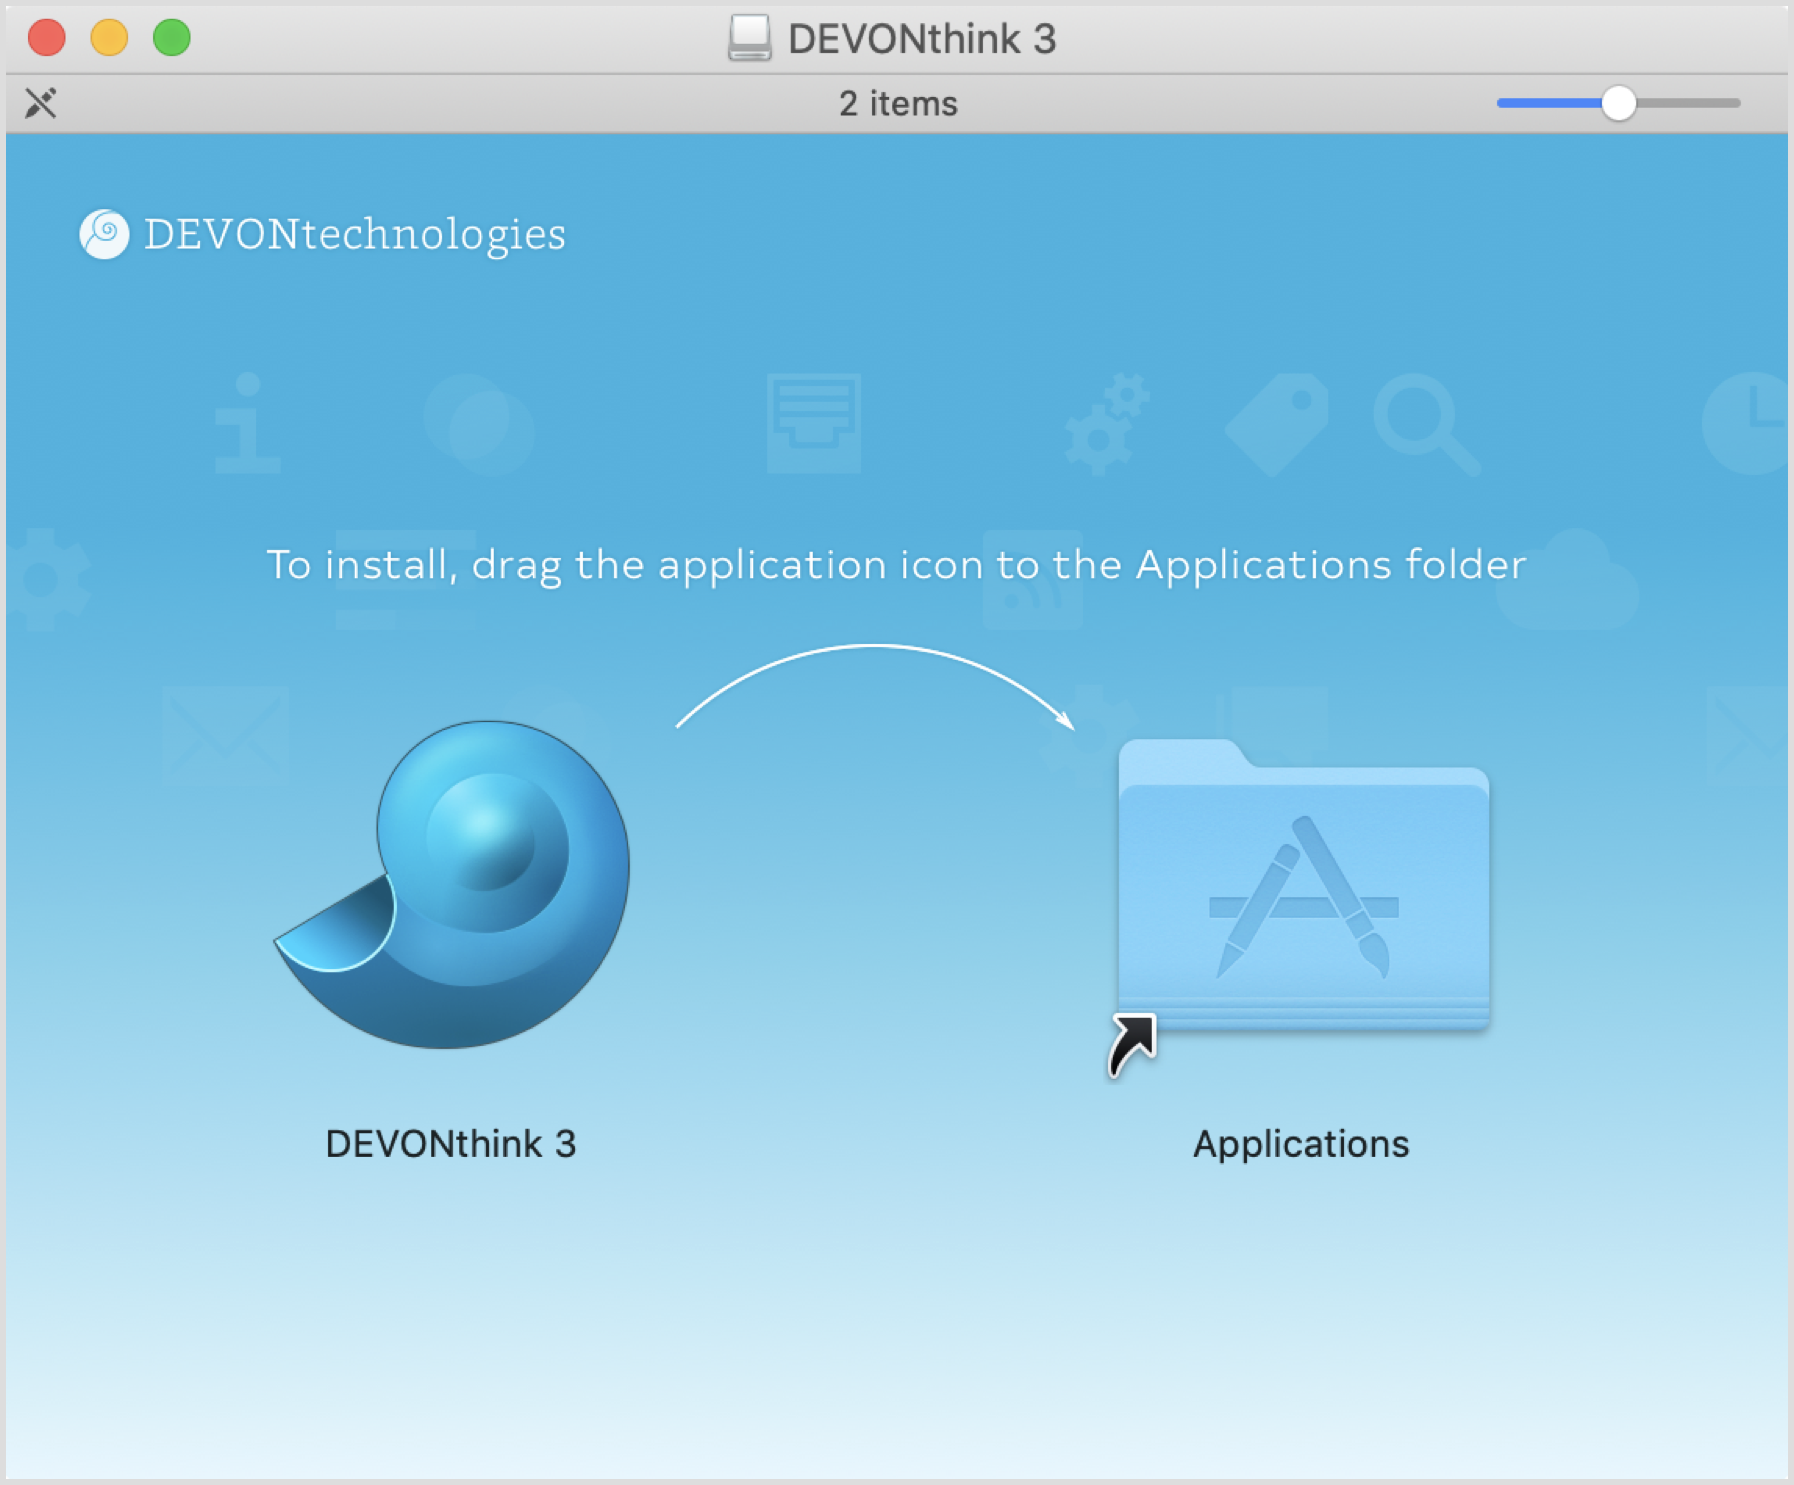 DEVONthink 3
2 items
DEVONtechnologies
To install, drag the application icon to the Applications folder
DEVONthink 3
Applications